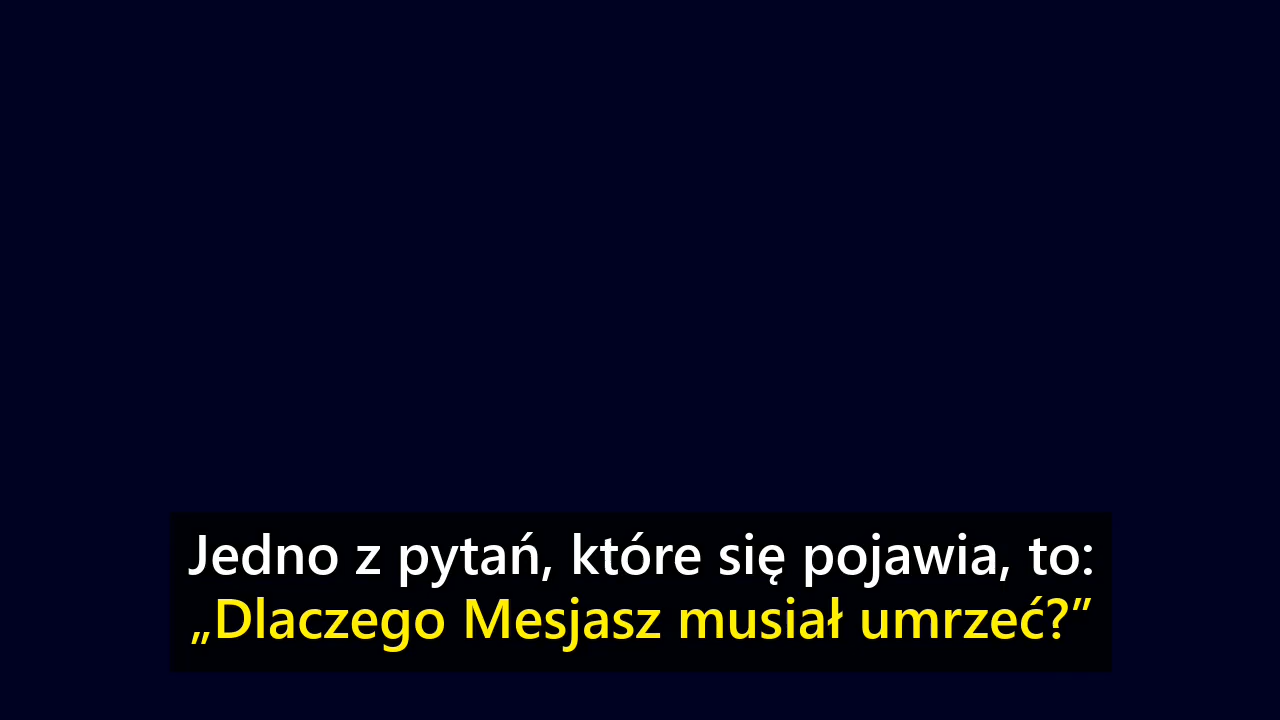 Jedno z pytań, które się pojawia, to:
„Dlaczego Mesjasz musiał umrzeć?”